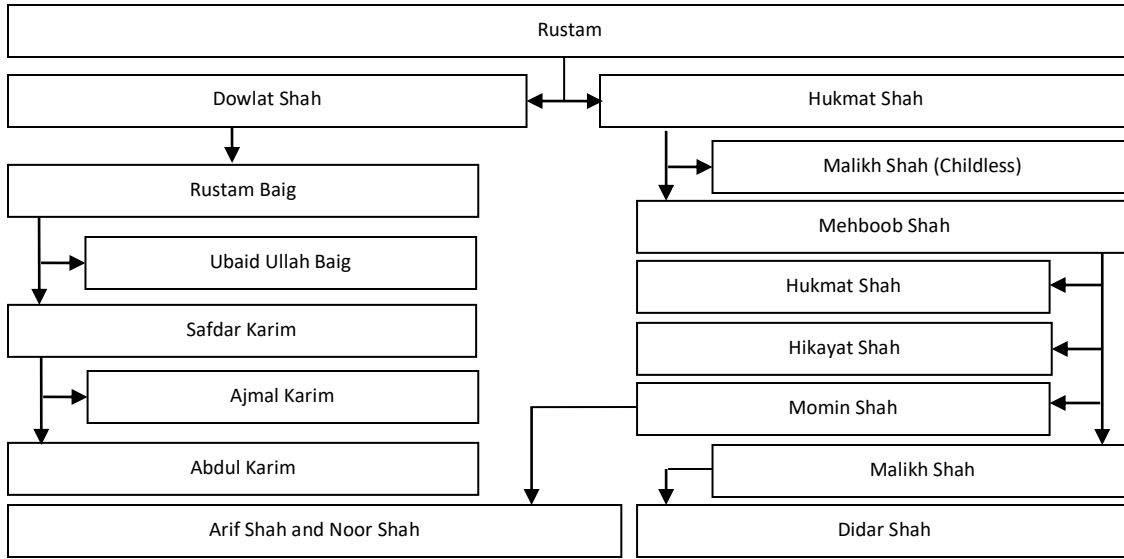 Rustam
Dowlat Shah
Hukmat Shah
Malikh Shah (Childless)
Rustam Baig
Mehboob Shah
Ubaid Ullah Baig
Hukmat Shah
Safdar Karim
Hikayat Shah
Ajmal Karim
Momin Shah
Abdul Karim
Malikh Shah
Arif Shah and Noor Shah
Didar Shah